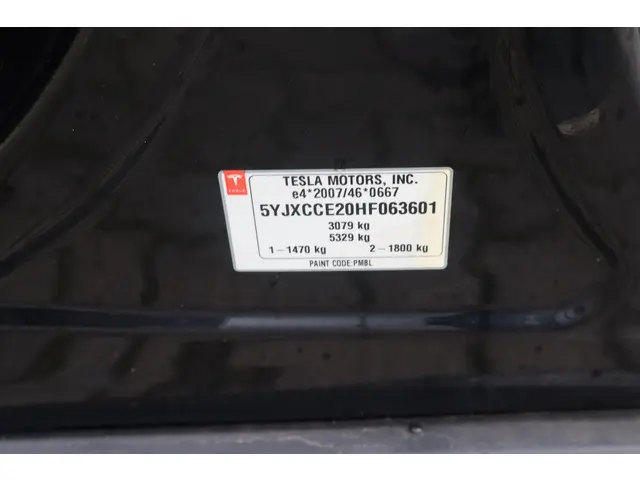 TESLA
TESLA MOTORS, INC.
e4*2007/46*0667
5YJXCCE20HF063601
3079 kg
5329 kg
1-1470 kg 2-1800 kg
PAINT CODE:PMBL